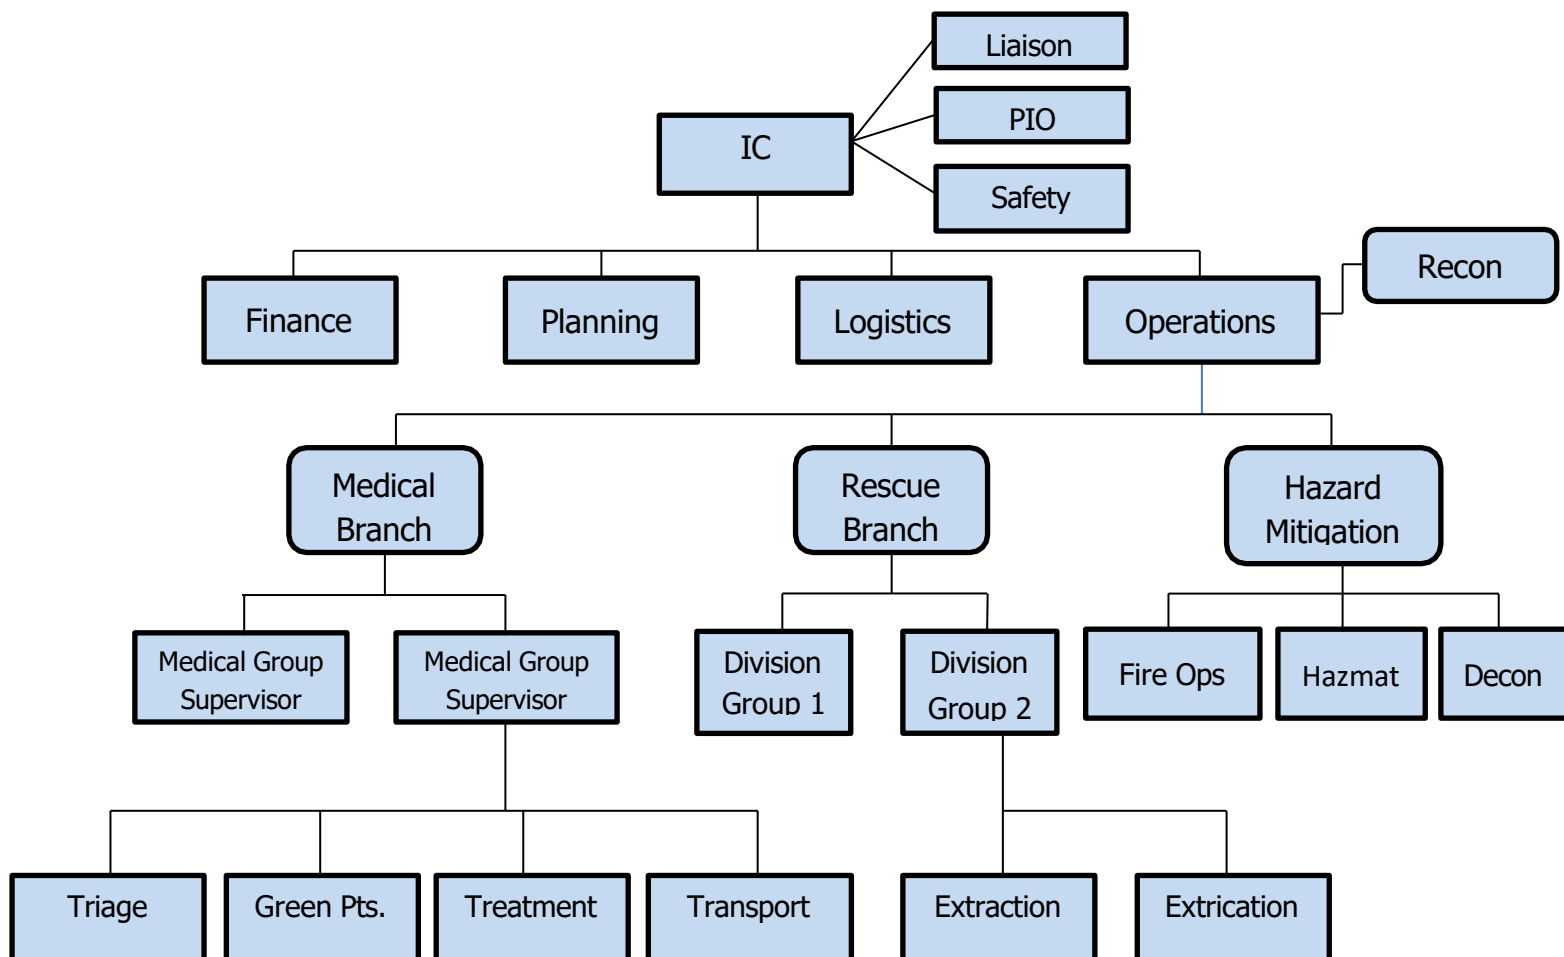 Liaison
PIO
IC
Safety
Recon
Finance
Planning
Logistics
Operations
Medical
Branch
Rescue
Branch
Hazard
Mitigation
Medical Group
Supervisor
Medical Group
Supervisor
Division
Group 1
Division
Group 2
Fire Ops
Hazmat
Decon
Triage
Green Pts.
Treatment
Transport
Extraction
Extrication